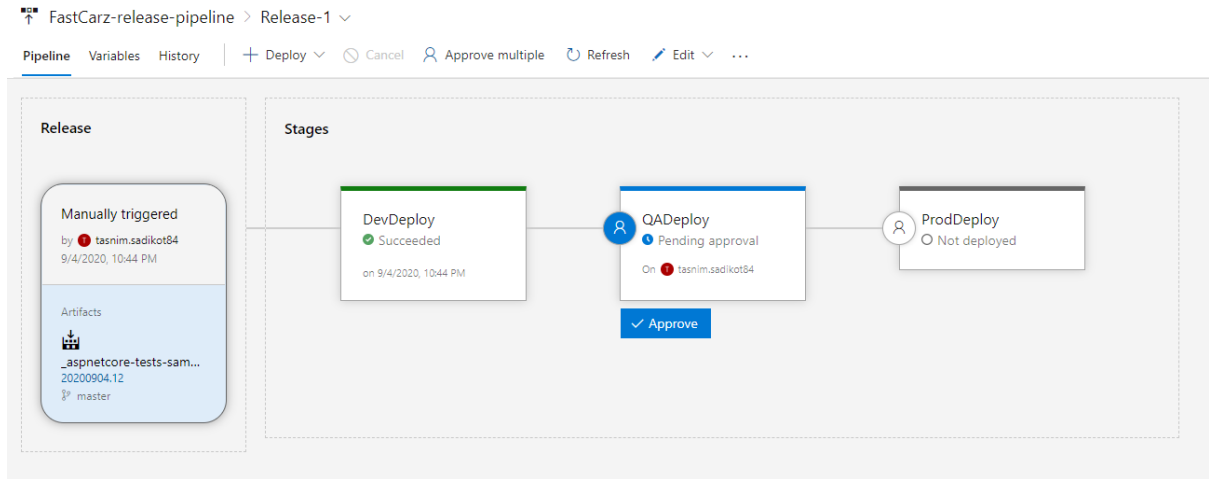 FastCarz-release-pipeline > Release-1
Pipeline Variables History + Deploy Cancel Approve multiple Refresh Edit ...
Release
Stages
Manually triggered
by T tasnim.sadikot84
9/4/2020, 10:44 PM
Artifacts
_aspnetcore-tests-sam...
20200904.12
master
DevDeploy
Succeeded
on 9/4/2020, 10:44 PM
QADeploy
Pending approval
On T tasnim.sadikot84
Approve
ProdDeploy
Not deployed